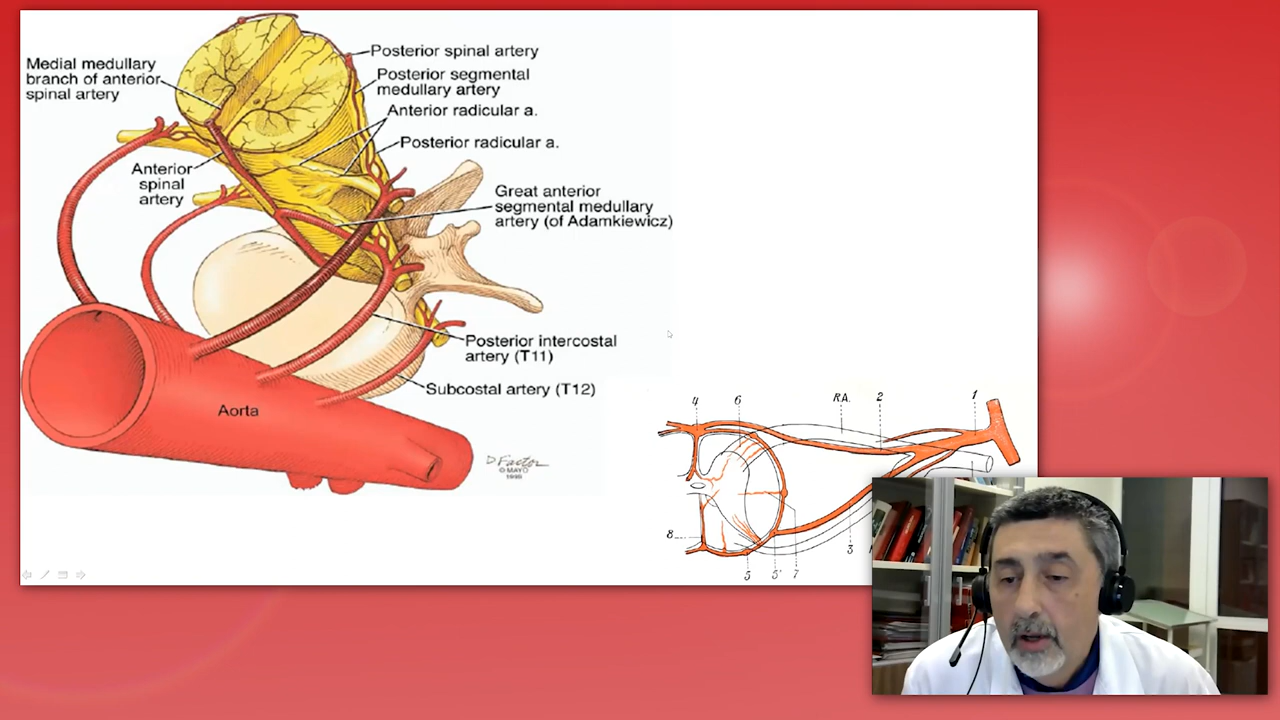 Medial medullary
branch of anterior
spinal artery
Posterior spinal artery
Posterior segmental
medullary artery
Anterior radicular a.
Posterior radicular a.
Anterior
spinal
artery
Great anterior
segmental medullary
artery (of Adamkiewicz)
Posterior intercostal
artery (T11)
Subcostal artery (T12)
Aorta
D Factor
© MAYO
4
6
RA.
2
1
8
3
5
5'
7